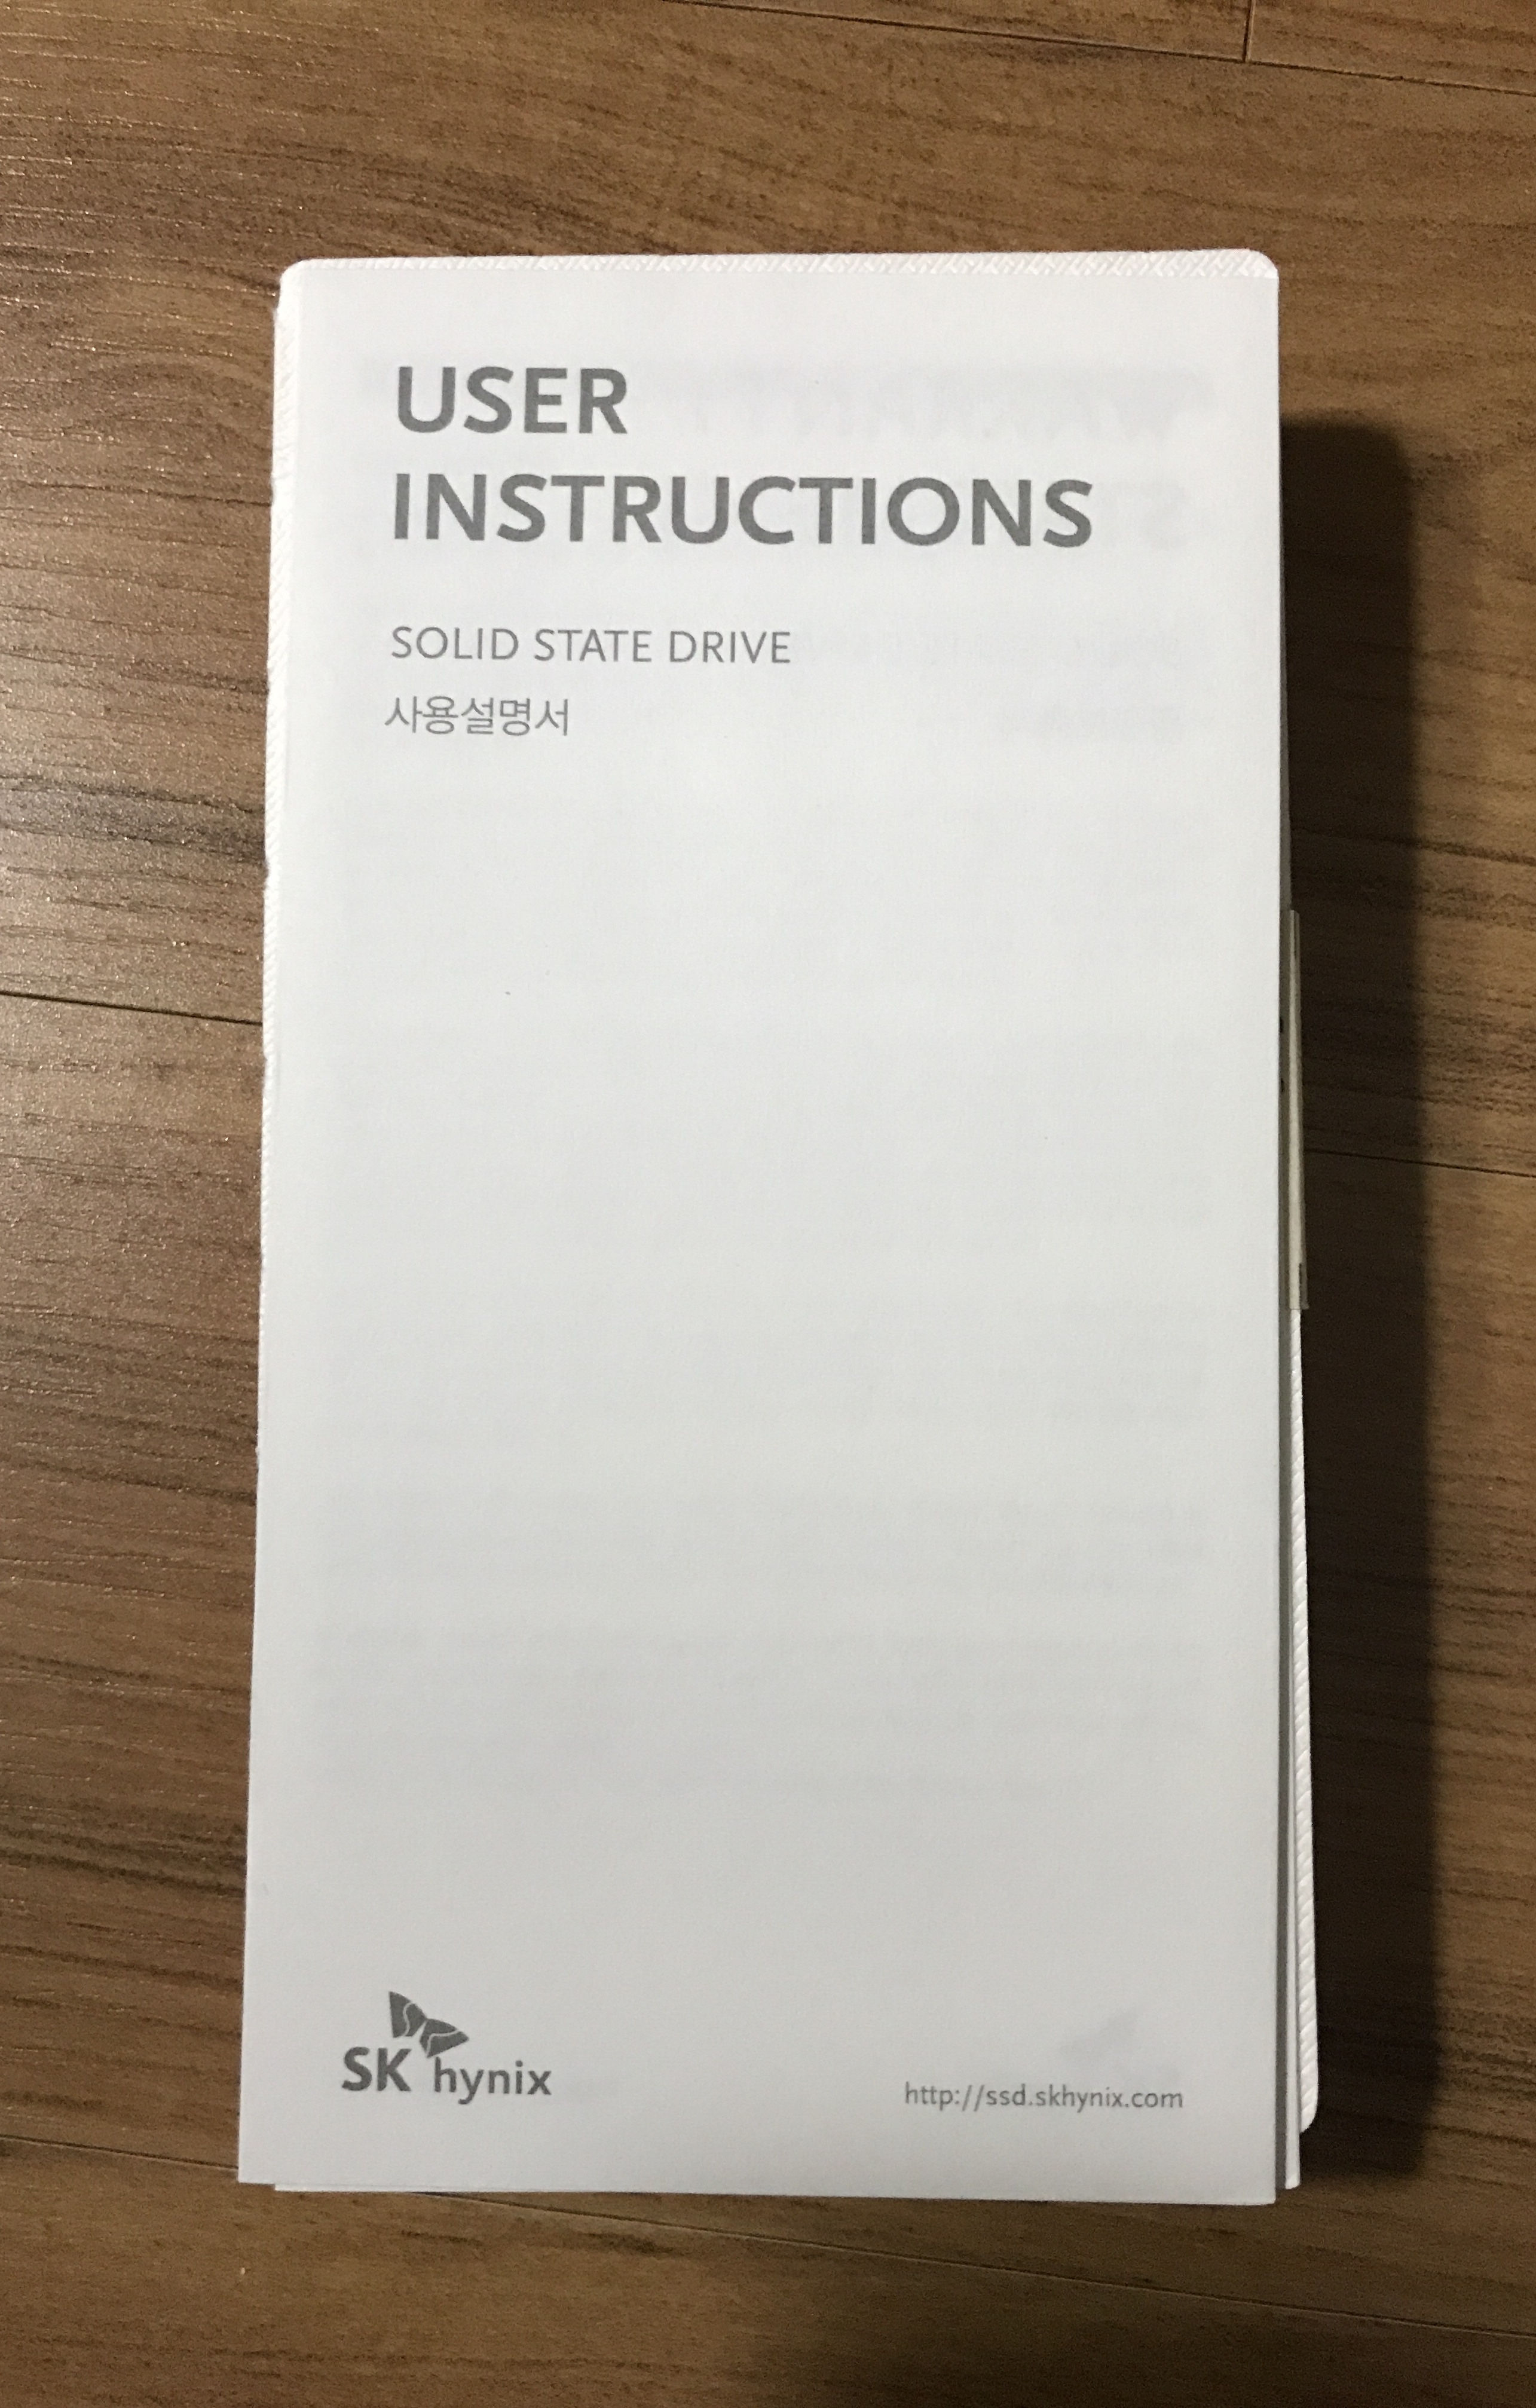 USER
INSTRUCTIONS
SOLID STATE DRIVE
사용설명서
SK hynix
http://ssd.skhynix.com